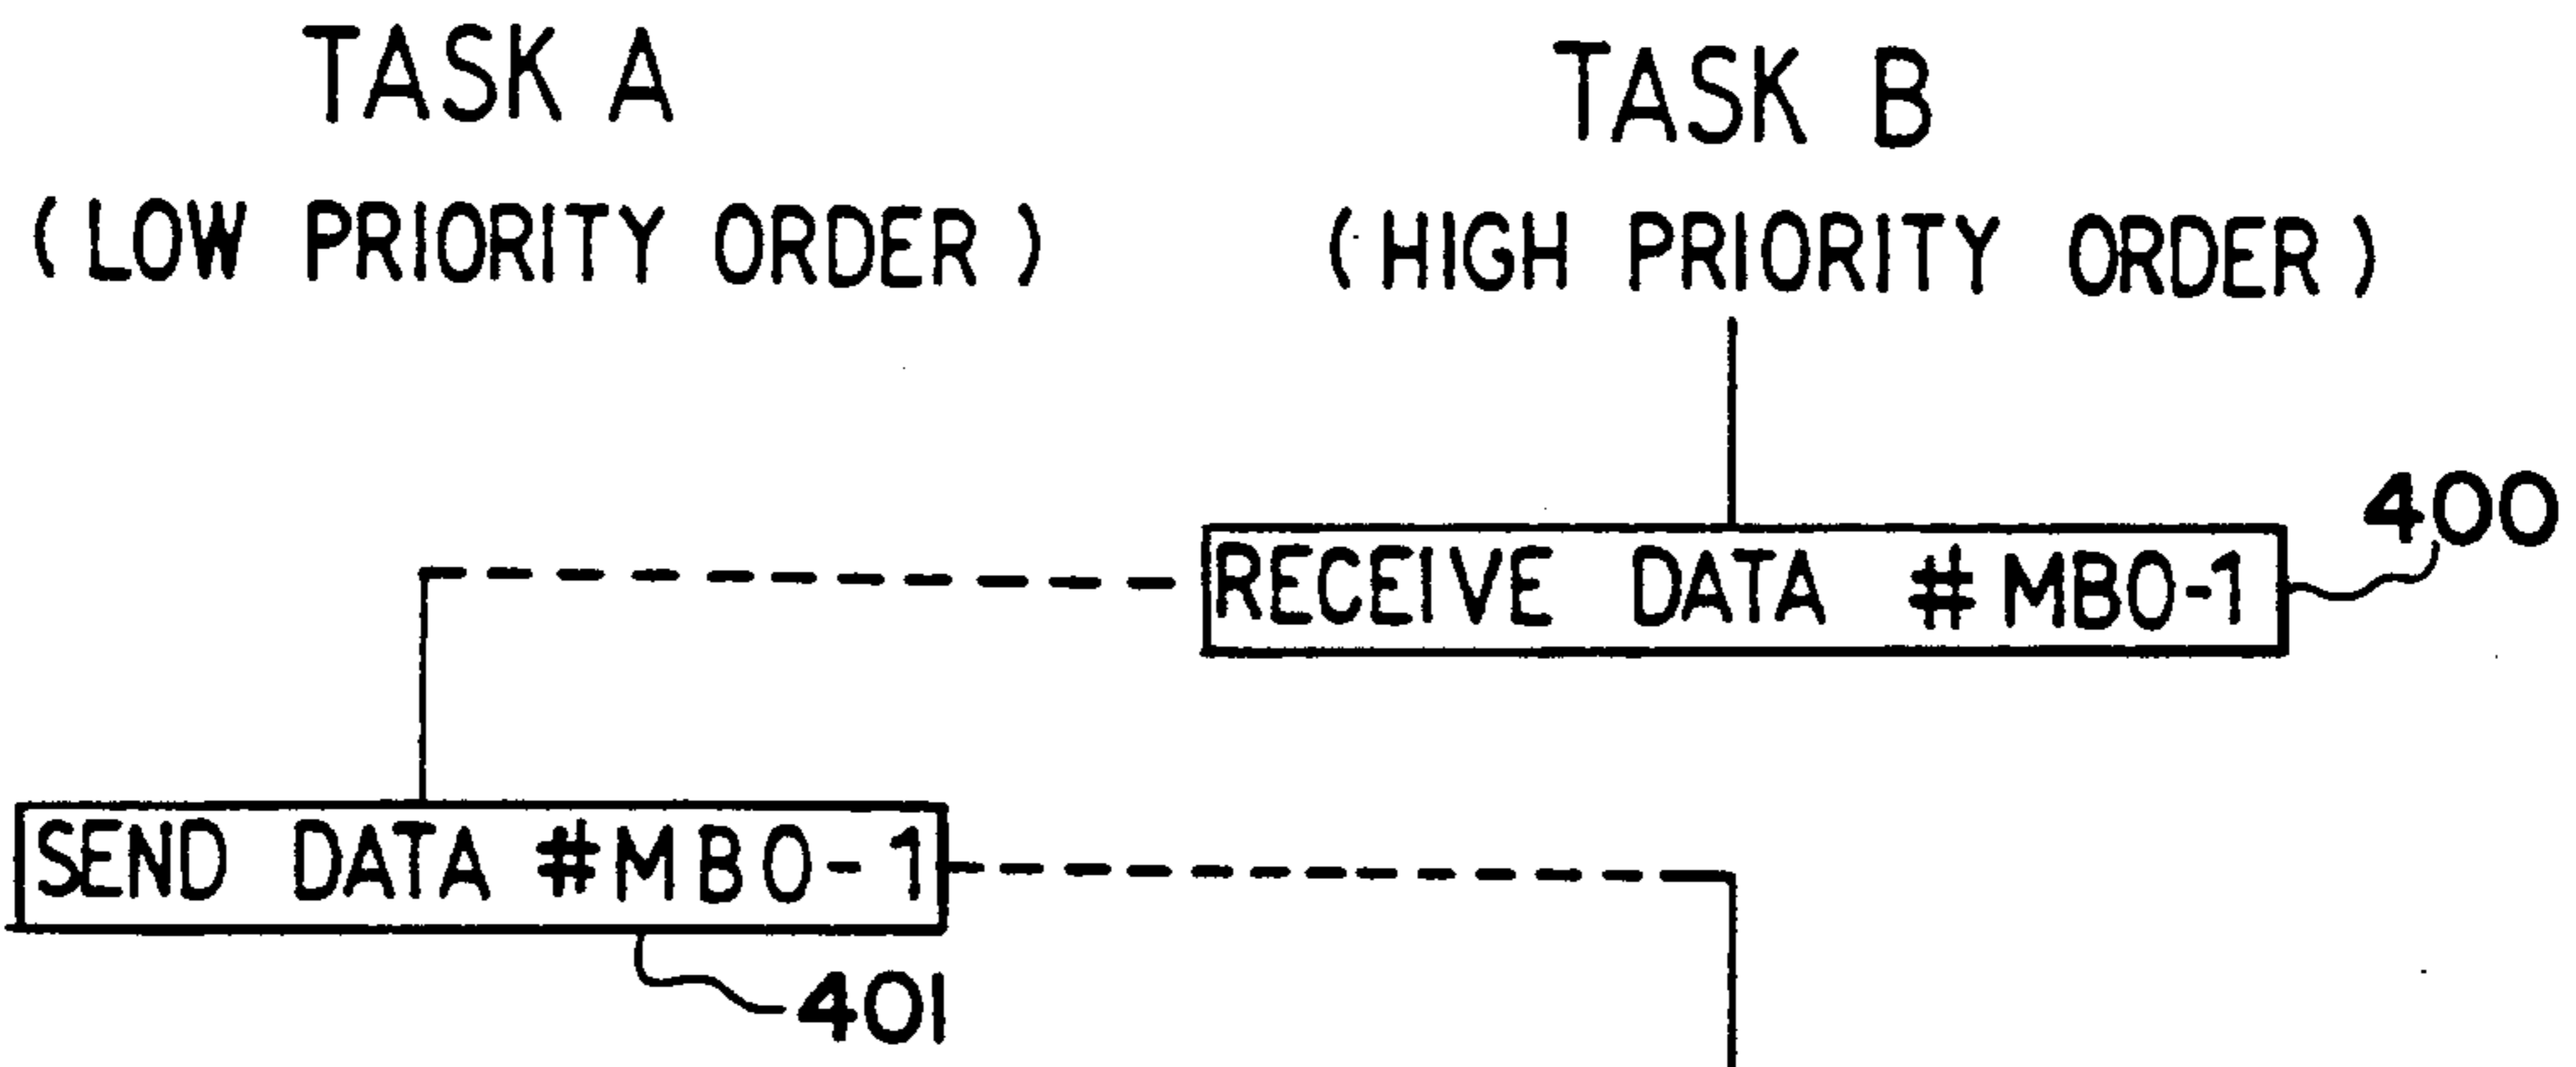 TASK A
TASK B
(LOW PRIORITY ORDER)
(HIGH PRIORITY ORDER)
400
RECEIVE DATA #MBO-1
SEND DATA #MBO-1
401